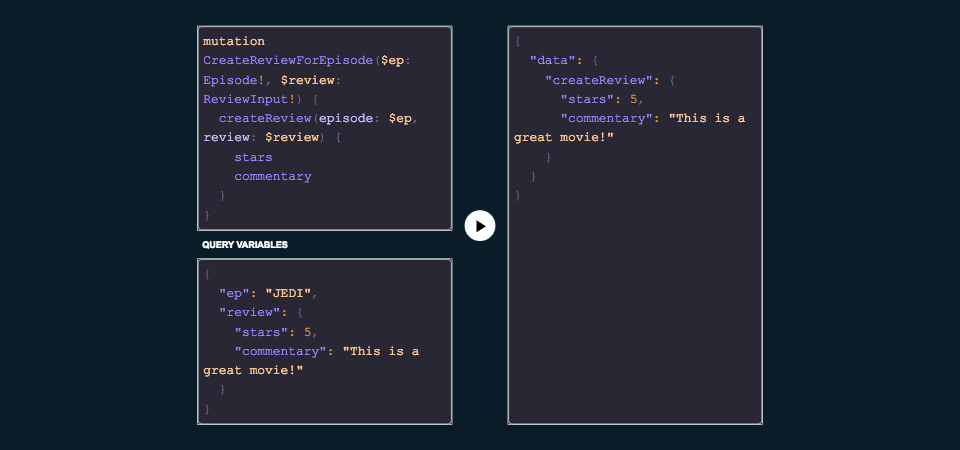 mutation
CreateReviewForEpisode($ep:
Episode!, $review:
ReviewInput!) {
  createReview(episode: $ep,
review: $review) {
    stars
    commentary
  }
}
QUERY VARIABLES
{
  "ep": "JEDI",
  "review": {
    "stars": 5,
    "commentary": "This is a
great movie!"
  }
}
{
  "data": {
    "createReview": {
      "stars": 5,
      "commentary": "This is a
great movie!"
    }
  }
}